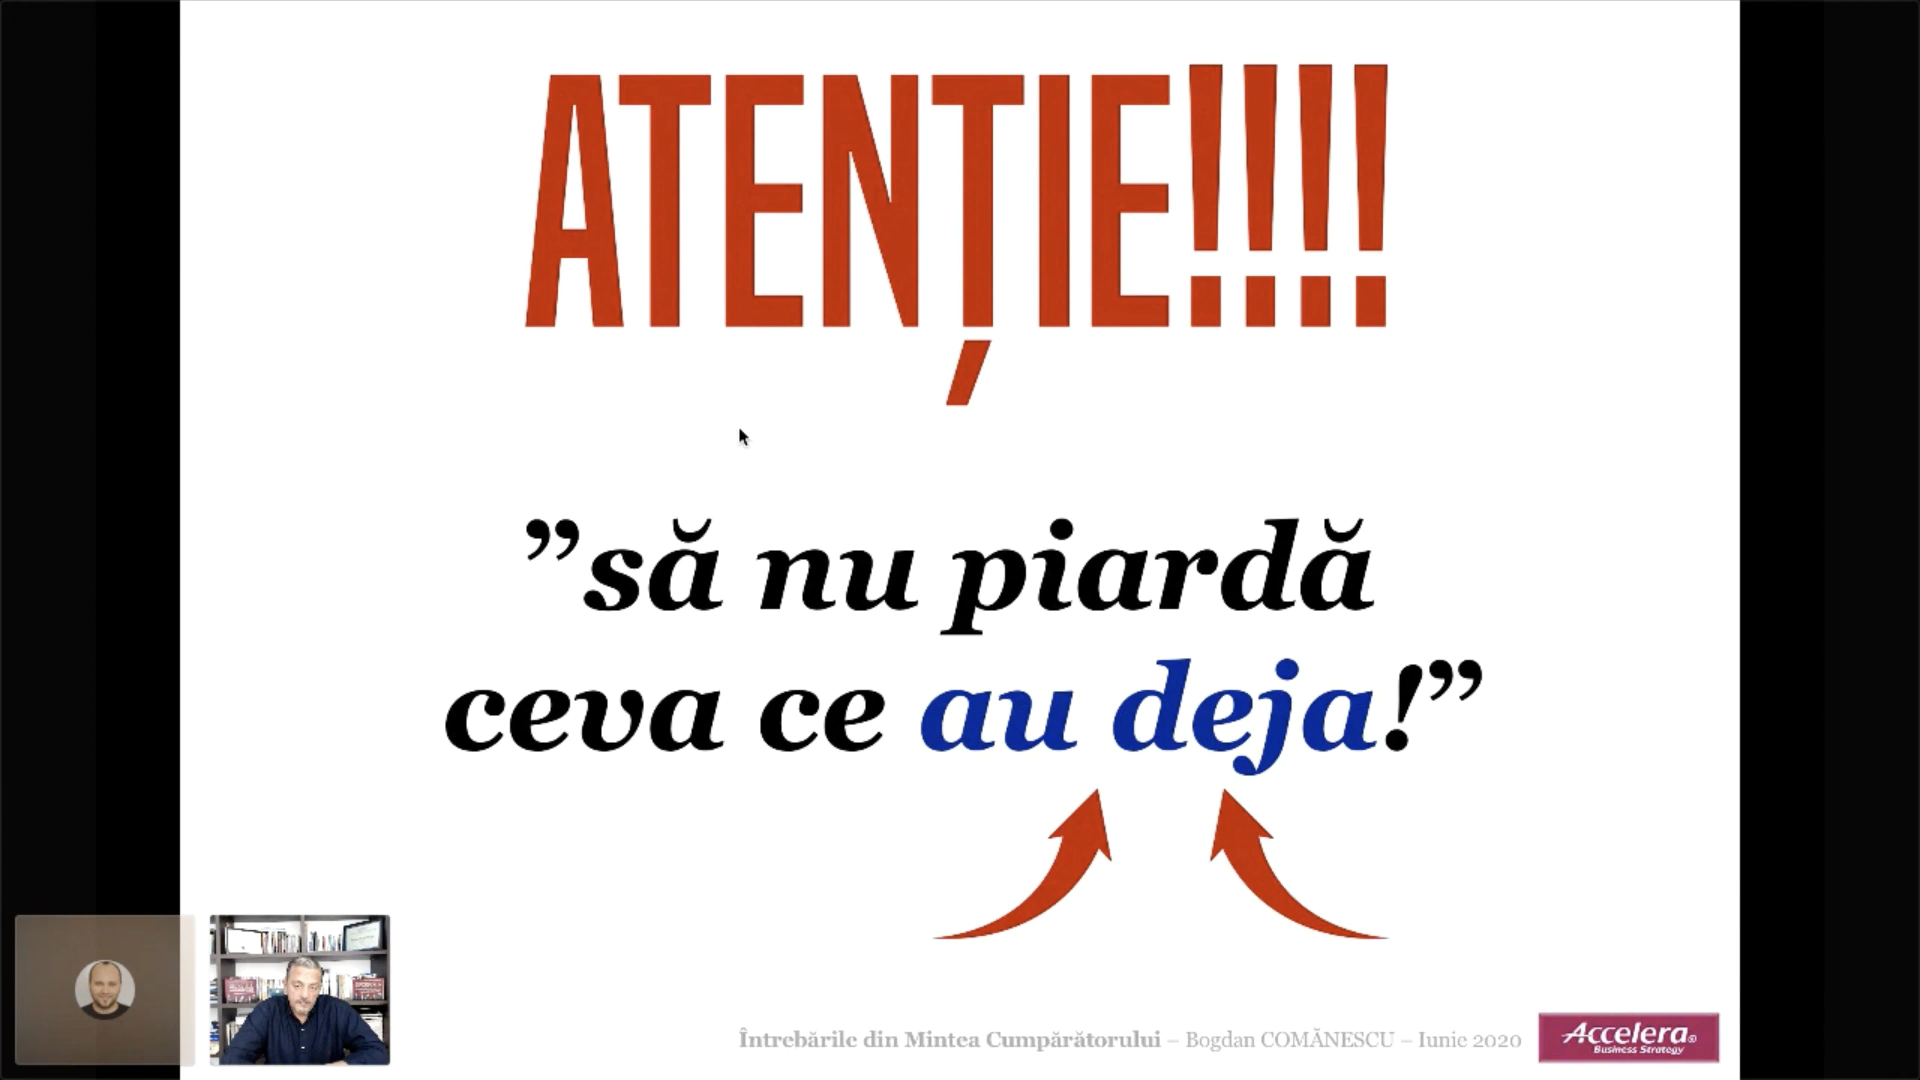 ATENȚIE!!!!
”să nu piardă
ceva ce au deja!”
Întrebările din Mintea Cumpărătorului – Bogdan COMĂNESCU – Iunie 2020
Accelera®
Business Strategy